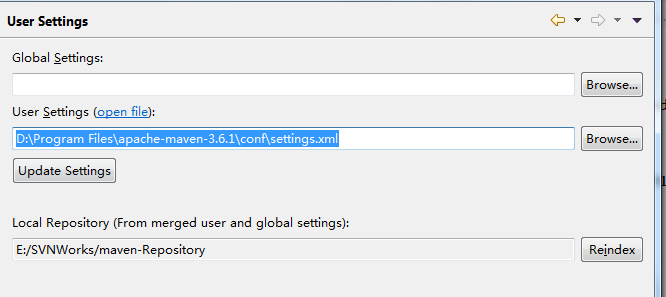 User Settings
Global Settings:
Browse...
User Settings (open file):
D:\Program Files\apache-maven-3.6.1\conf\settings.xml
Browse...
Update Settings
Local Repository (From merged user and global settings):
E:/SVNWorks/maven-Repository
Reindex